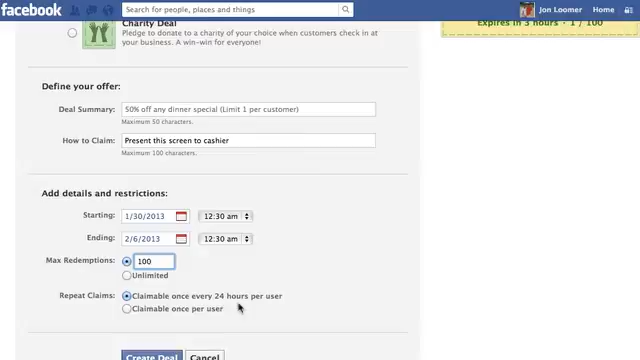 facebook
Search for people, places and things
Jon Loomer
Home
Charity Deal
Pledge to donate to a charity of your choice when customers check in at
your business. A win-win for everyone!
Expires in 3 hours · 1 / 100
Define your offer:
Deal Summary:
50% off any dinner special (Limit 1 per customer)
Maximum 50 characters.
How to Claim:
Present this screen to cashier
Maximum 100 characters.
Add details and restrictions:
Starting:
1/30/2013
12:30 am
Ending:
2/6/2013
12:30 am
Max Redemptions:
100
Unlimited
Repeat Claims:
Claimable once every 24 hours per user
Claimable once per user
Create Deal
Cancel